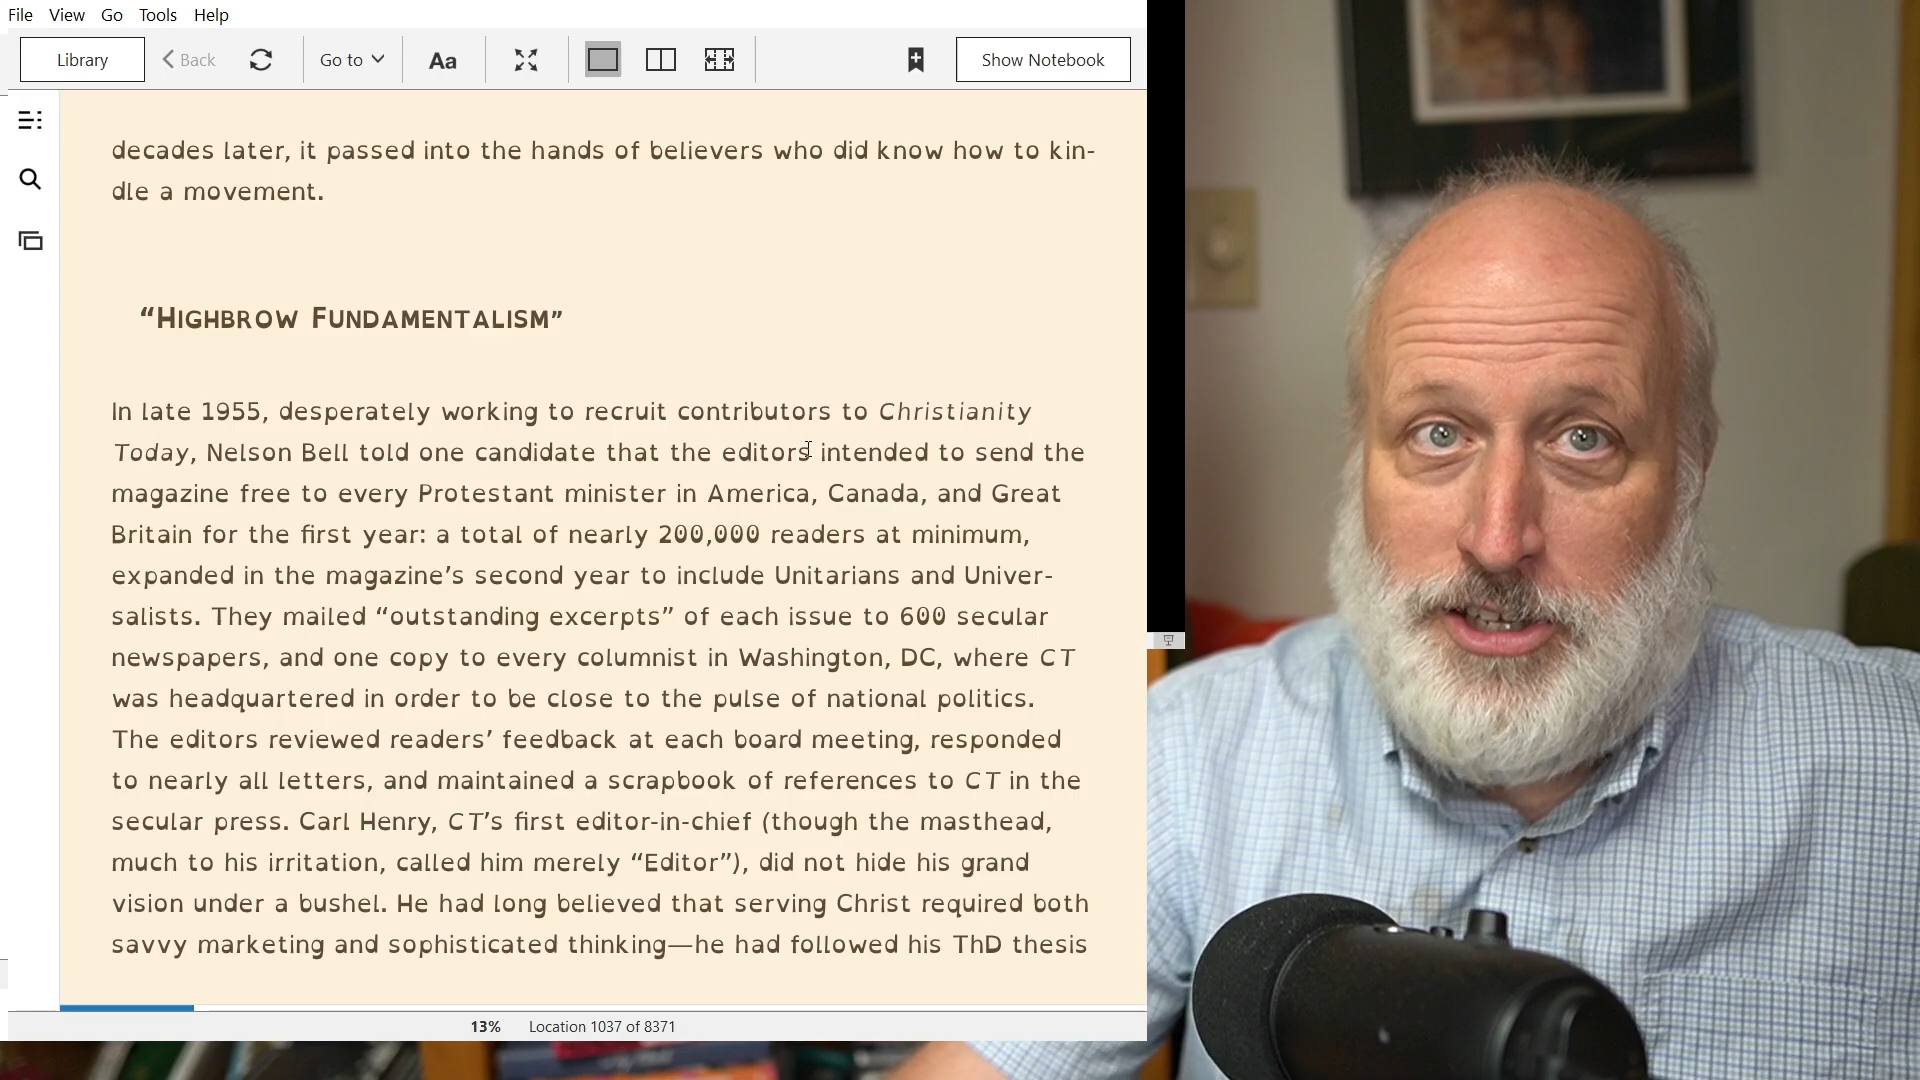 File View Go Tools Help
Library Back Go to Aa Show Notebook
decades later, it passed into the hands of believers who did know how to kin-
dle a movement.
“HIGHBROW FUNDAMENTALISM”
In late 1955, desperately working to recruit contributors to Christianity
Today, Nelson Bell told one candidate that the editors intended to send the
magazine free to every Protestant minister in America, Canada, and Great
Britain for the first year: a total of nearly 200,000 readers at minimum,
expanded in the magazine’s second year to include Unitarians and Univer-
salists. They mailed “outstanding excerpts” of each issue to 600 secular
newspapers, and one copy to every columnist in Washington, DC, where CT
was headquartered in order to be close to the pulse of national politics.
The editors reviewed readers’ feedback at each board meeting, responded
to nearly all letters, and maintained a scrapbook of references to CT in the
secular press. Carl Henry, CT’s first editor-in-chief (though the masthead,
much to his irritation, called him merely “Editor”), did not hide his grand
vision under a bushel. He had long believed that serving Christ required both
savvy marketing and sophisticated thinking—he had followed his ThD thesis
13% Location 1037 of 8371